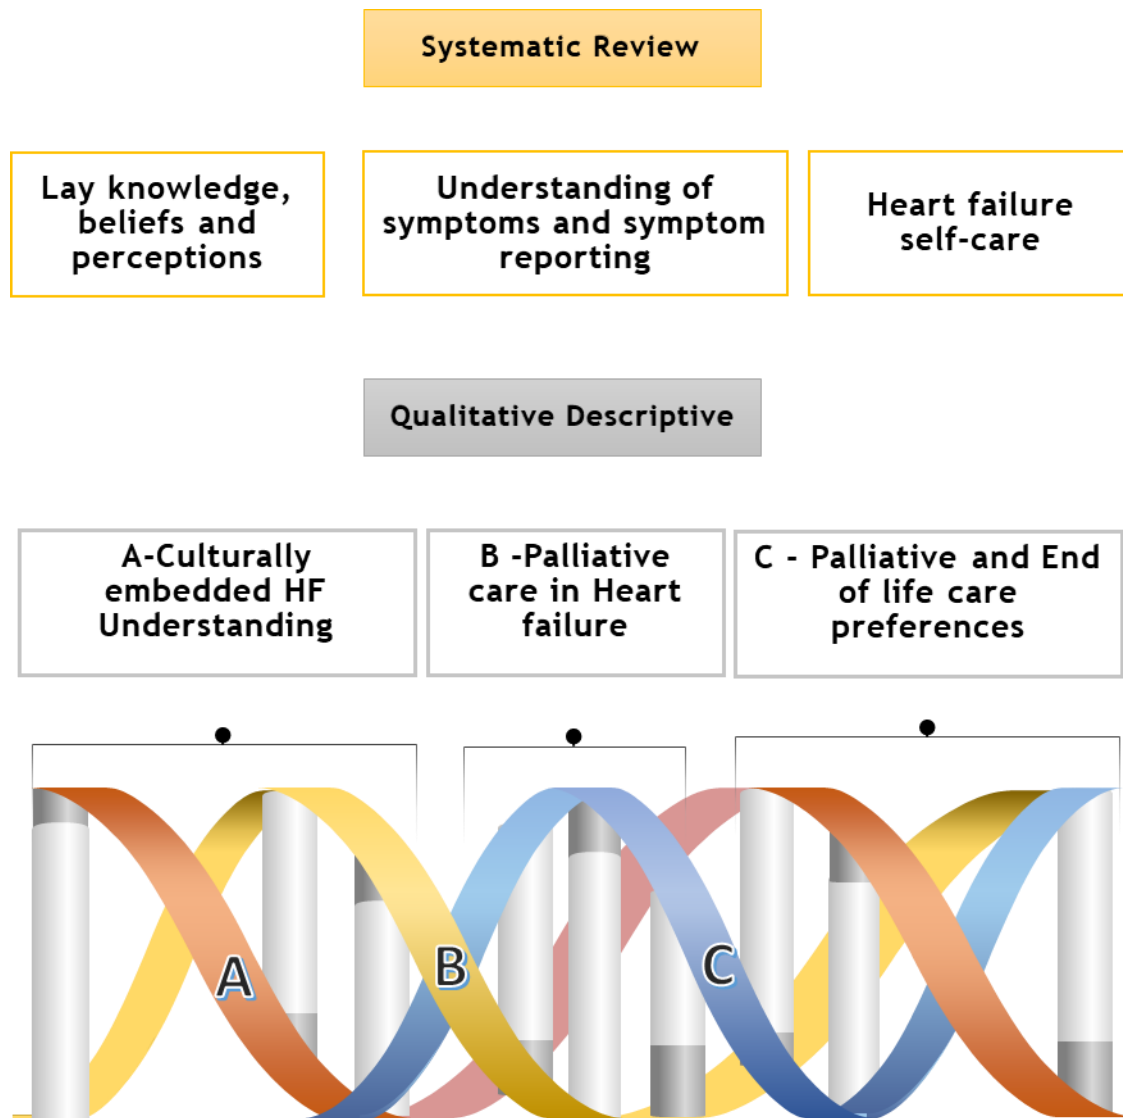 Systematic Review
Lay knowledge,
beliefs and
perceptions
Understanding of
symptoms and symptom
reporting
Heart failure
self-care
Qualitative Descriptive
A-Culturally
embedded HF
Understanding
B -Palliative
care in Heart
failure
C - Palliative and End
of life care
preferences
A
B
C